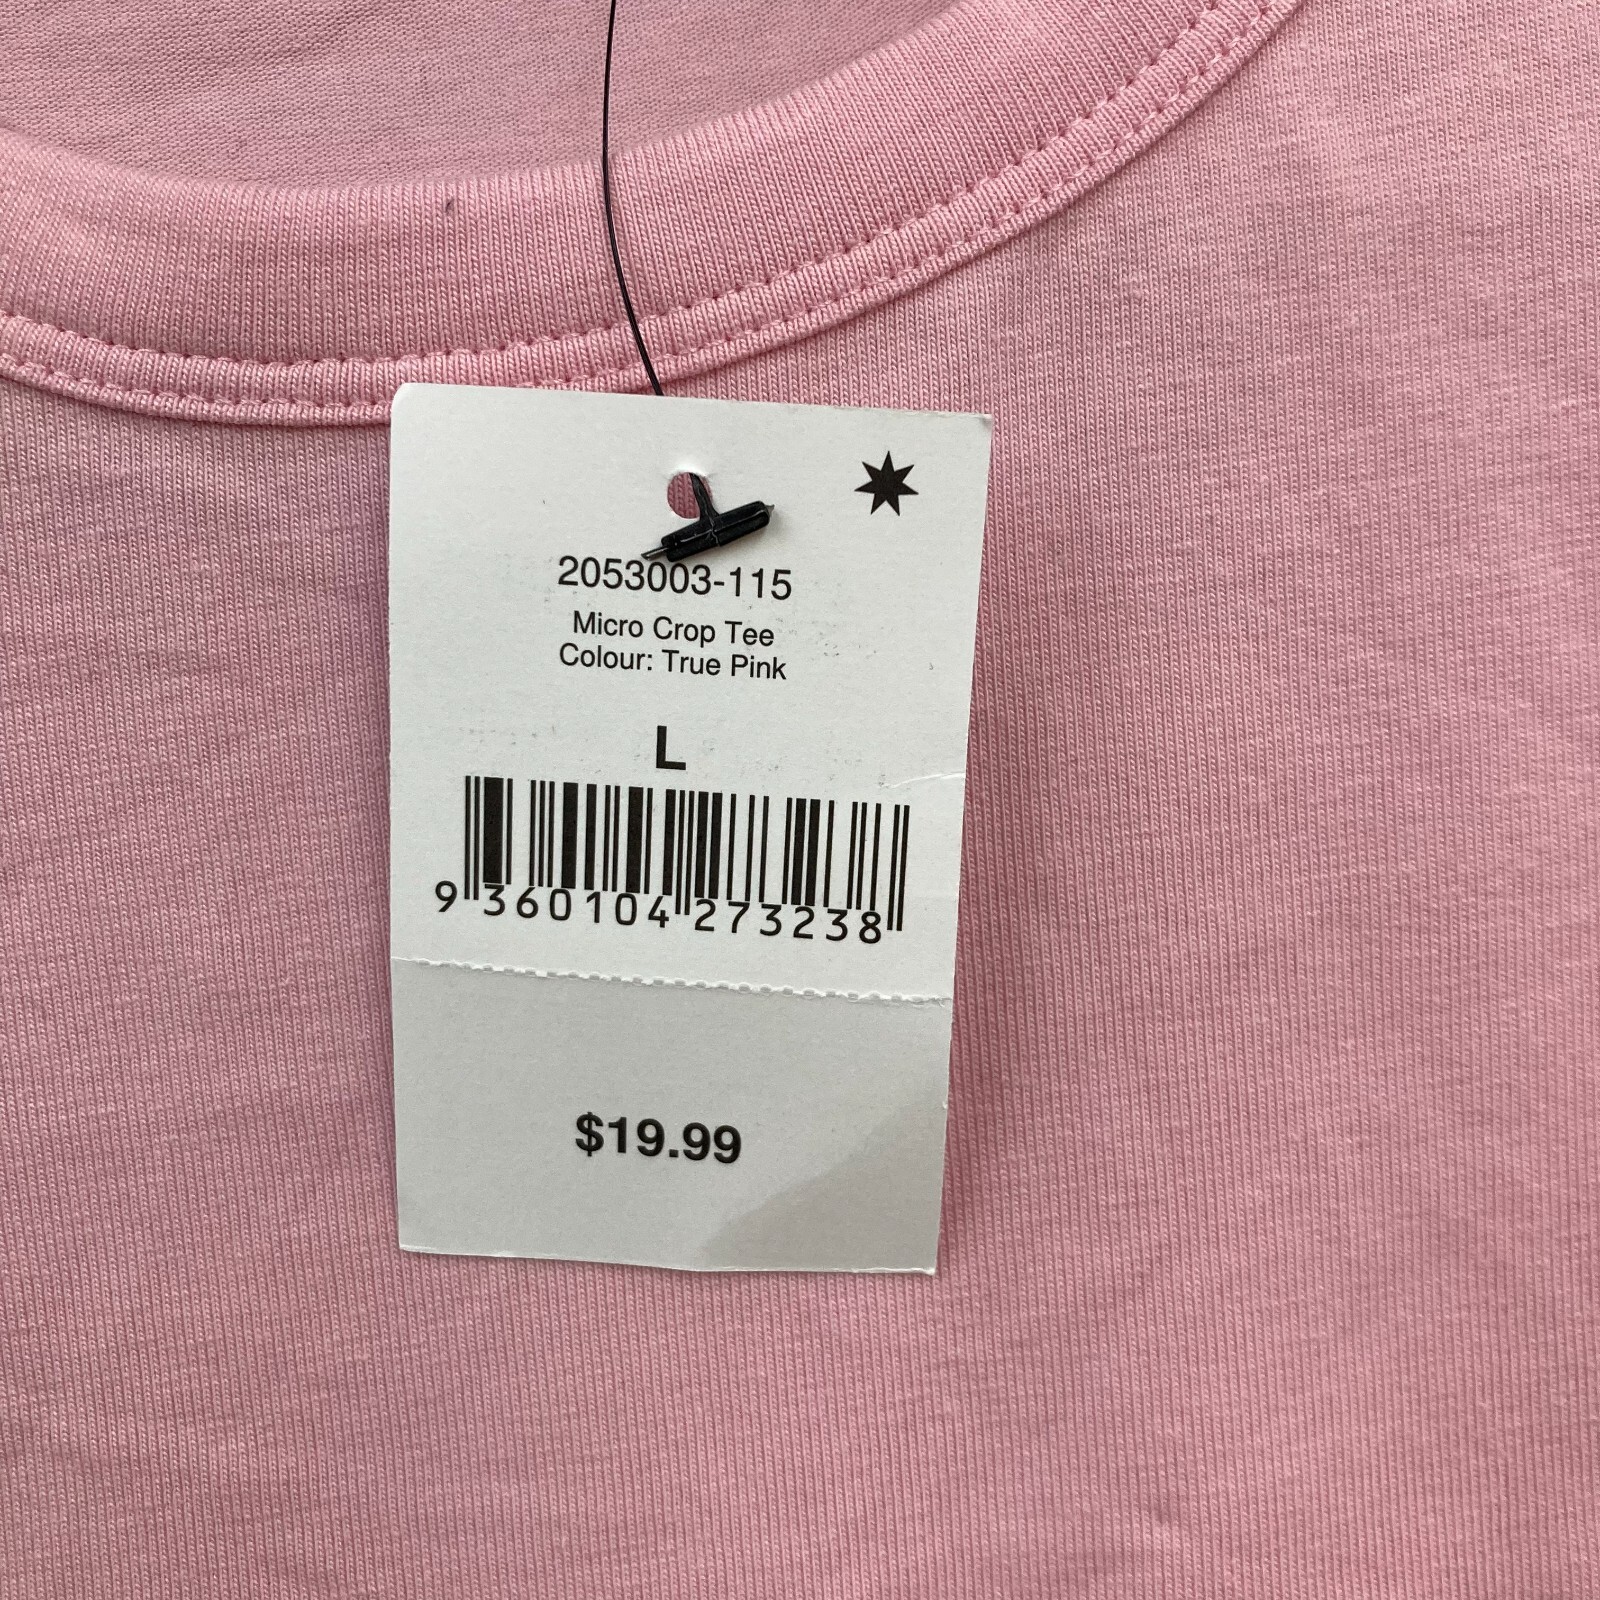 2053003-115
Micro Crop Tee
Colour: True Pink
L
9 360104 273238
$19.99